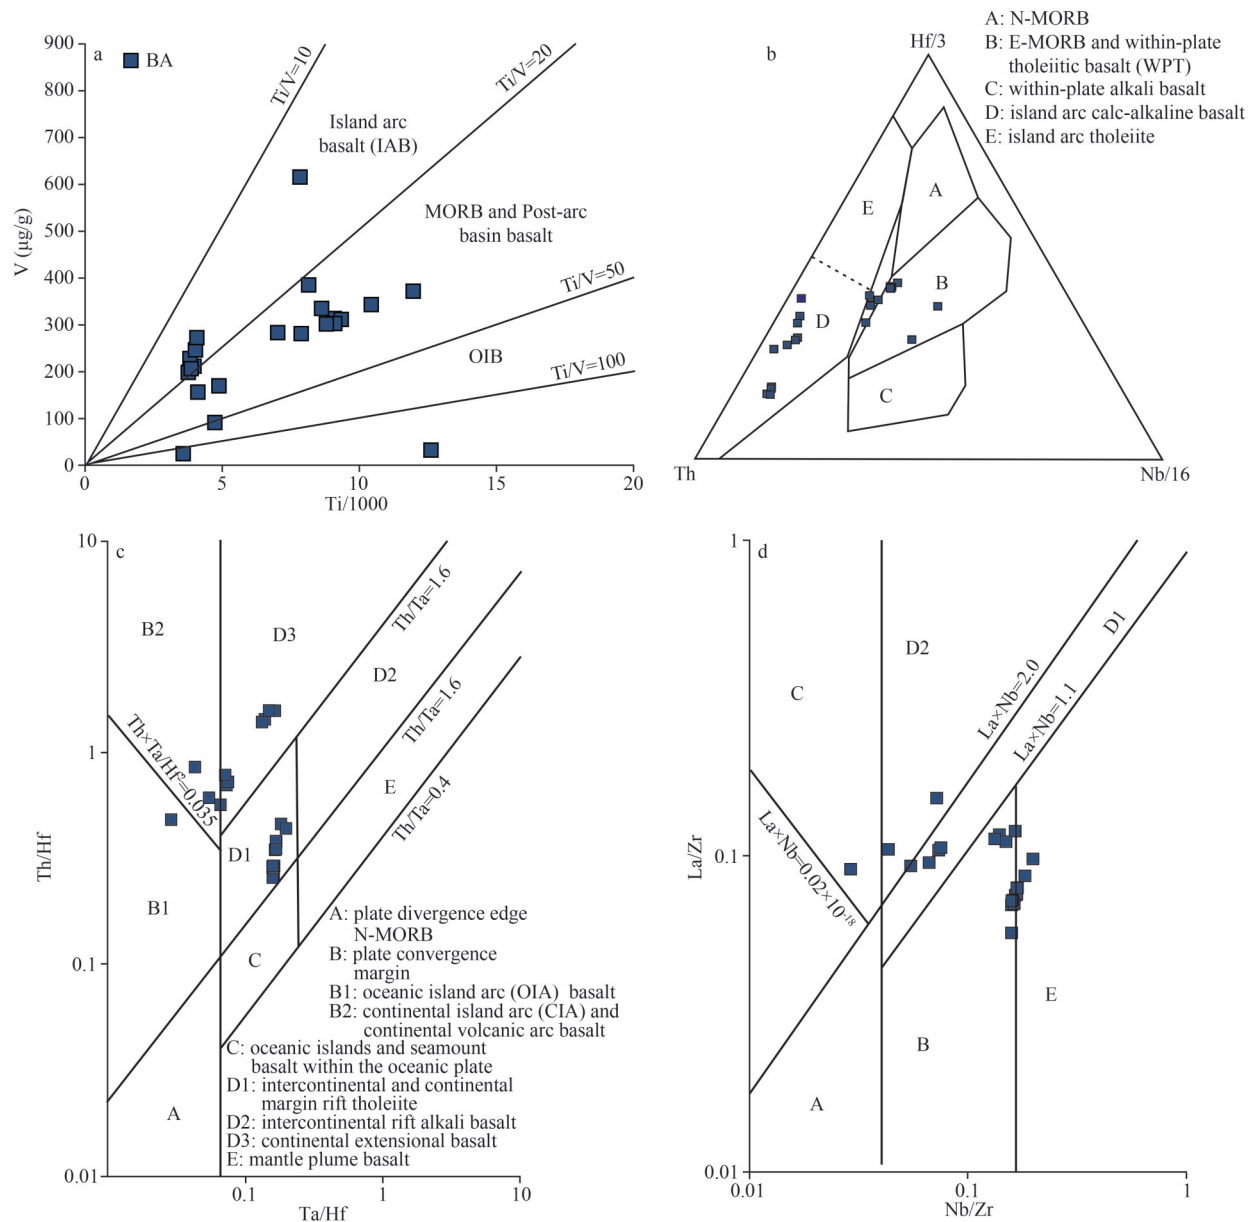 a
BA
900
800
700
600
500
400
300
200
100
0
V (μg/g)
0
5
10
15
20
Ti/1000
Ti/V=10
Ti/V=20
Ti/V=50
Ti/V=100
Island arc
basalt (IAB)
MORB and Post-arc
basin basalt
OIB
b
A: N-MORB
B: E-MORB and within-plate
tholeiitic basalt (WPT)
C: within-plate alkali basalt
D: island arc calc-alkaline basalt
E: island arc tholeiite
Hf/3
Th
Nb/16
E
A
B
D
C
c
10
1
0.1
0.01
Th/Hf
0.1
1
10
Ta/Hf
B2
D3
D2
E
D1
B1
C
A
Th/Ta=1.6
Th/Ta=1.6
Th/Ta=0.4
Th×Ta/Hf²=0.035
A: plate divergence edge
N-MORB
B: plate convergence
margin
B1: oceanic island arc (OIA) basalt
B2: continental island arc (CIA) and
continental volcanic arc basalt
C: oceanic islands and seamount
basalt within the oceanic plate
D1: intercontinental and continental
margin rift tholeiite
D2: intercontinental rift alkali basalt
D3: continental extensional basalt
E: mantle plume basalt
d
1
0.1
0.01
La/Zr
0.01
0.1
1
Nb/Zr
D2
D1
C
La×Nb=2.0
La×Nb=1.1
La×Nb=0.02×10⁻¹⁸
E
B
A